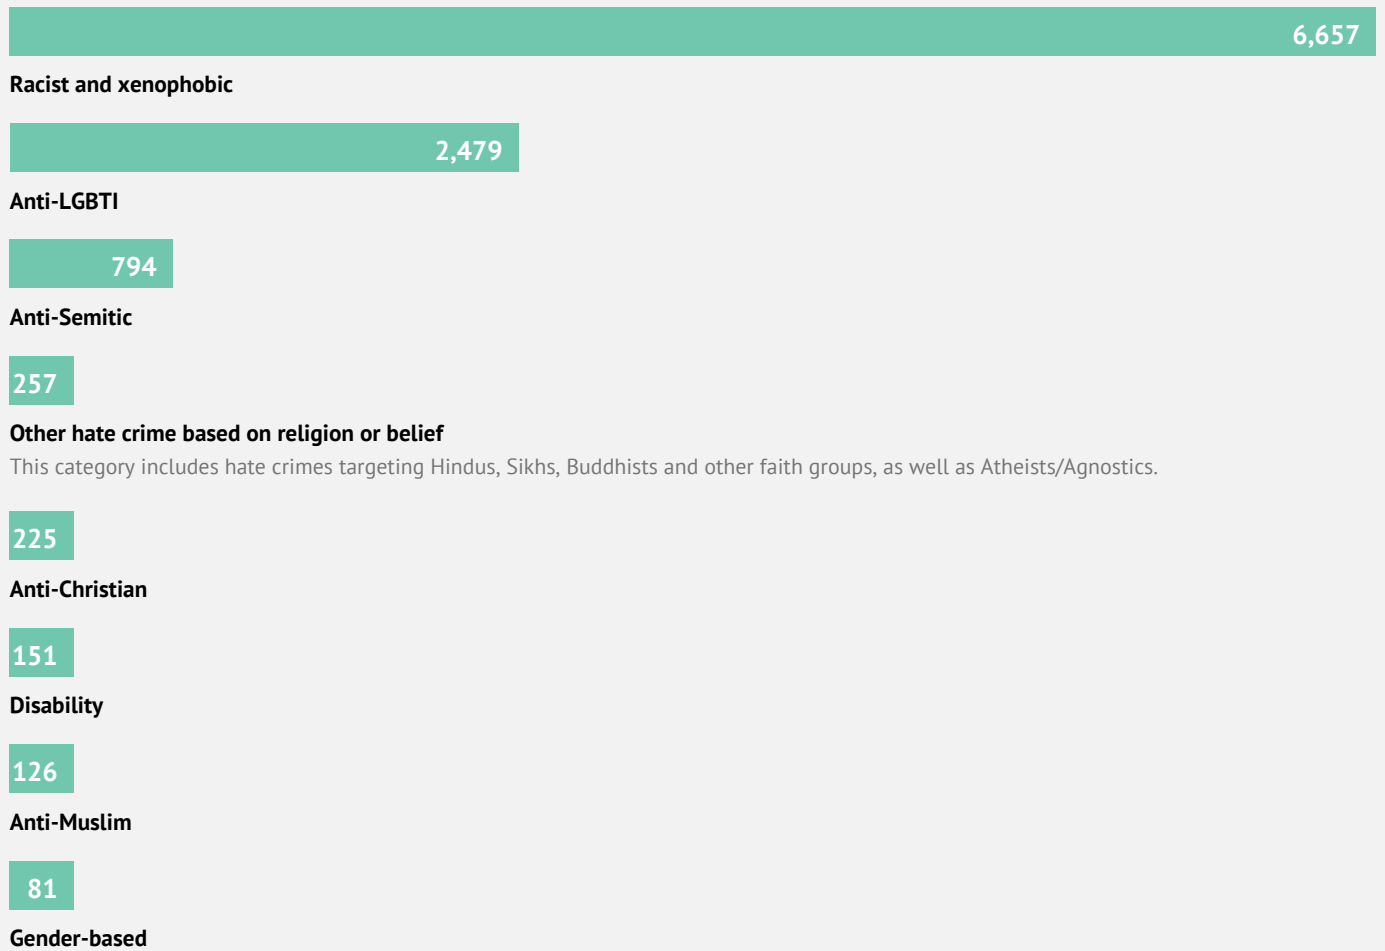 6,657
Racist and xenophobic
2,479
Anti-LGBTI
794
Anti-Semitic
257
Other hate crime based on religion or belief
This category includes hate crimes targeting Hindus, Sikhs, Buddhists and other faith groups, as well as Atheists/Agnostics.
225
Anti-Christian
151
Disability
126
Anti-Muslim
81
Gender-based